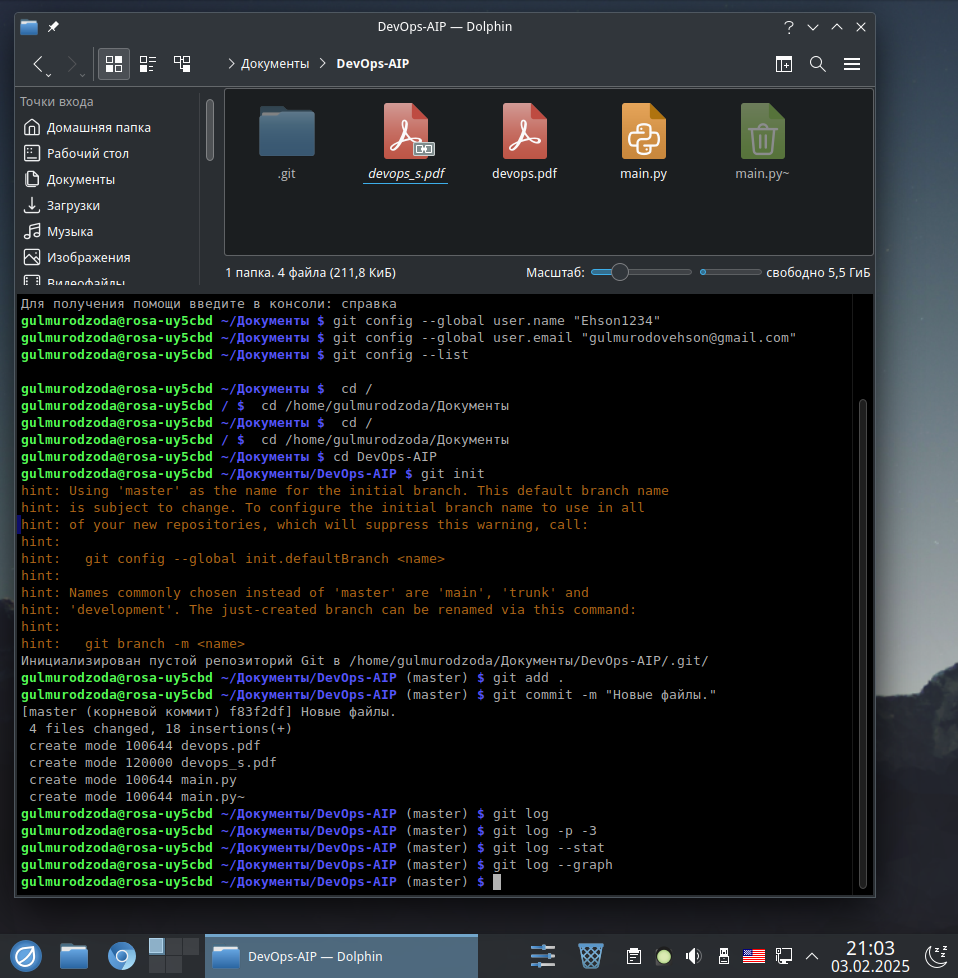 DevOps-AIP — Dolphin
Документы > DevOps-AIP
Точки входа
Домашняя папка
Рабочий стол
Документы
Загрузки
Музыка
Изображения
Видеофайлы
.git
devops_s.pdf
devops.pdf
main.py
main.py~
1 папка. 4 файла (211,8 КиБ)
Масштаб:
свободно 5,5 ГиБ
Для получения помощи введите в консоли: справка
gulmurodzoda@rosa-uy5cbd ~/Документы $ git config --global user.name "Ehson1234"
gulmurodzoda@rosa-uy5cbd ~/Документы $ git config --global user.email "gulmurodovehson@gmail.com"
gulmurodzoda@rosa-uy5cbd ~/Документы $ git config --list
gulmurodzoda@rosa-uy5cbd ~/Документы $  cd /
gulmurodzoda@rosa-uy5cbd / $  cd /home/gulmurodzoda/Документы
gulmurodzoda@rosa-uy5cbd ~/Документы $  cd /
gulmurodzoda@rosa-uy5cbd / $  cd /home/gulmurodzoda/Документы
gulmurodzoda@rosa-uy5cbd ~/Документы $ cd DevOps-AIP
gulmurodzoda@rosa-uy5cbd ~/Документы/DevOps-AIP $ git init
hint: Using 'master' as the name for the initial branch. This default branch name
hint: is subject to change. To configure the initial branch name to use in all
hint: of your new repositories, which will suppress this warning, call:
hint:
hint:   git config --global init.defaultBranch <name>
hint:
hint: Names commonly chosen instead of 'master' are 'main', 'trunk' and
hint: 'development'. The just-created branch can be renamed via this command:
hint:
hint:   git branch -m <name>
Инициализирован пустой репозиторий Git в /home/gulmurodzoda/Документы/DevOps-AIP/.git/
gulmurodzoda@rosa-uy5cbd ~/Документы/DevOps-AIP (master) $ git add .
gulmurodzoda@rosa-uy5cbd ~/Документы/DevOps-AIP (master) $ git commit -m "Новые файлы."
[master (корневой коммит) f83f2df] Новые файлы.
 4 files changed, 18 insertions(+)
 create mode 100644 devops.pdf
 create mode 120000 devops_s.pdf
 create mode 100644 main.py
 create mode 100644 main.py~
gulmurodzoda@rosa-uy5cbd ~/Документы/DevOps-AIP (master) $ git log
gulmurodzoda@rosa-uy5cbd ~/Документы/DevOps-AIP (master) $ git log -p -3
gulmurodzoda@rosa-uy5cbd ~/Документы/DevOps-AIP (master) $ git log --stat
gulmurodzoda@rosa-uy5cbd ~/Документы/DevOps-AIP (master) $ git log --graph
gulmurodzoda@rosa-uy5cbd ~/Документы/DevOps-AIP (master) $
DevOps-AIP — Dolphin
21:03
03.02.2025